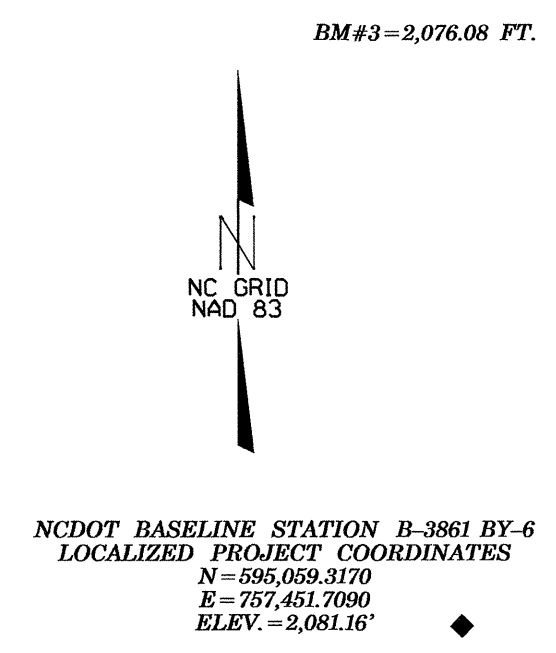 BM#3=2,076.08 FT.
N
NC GRID
NAD 83
NCDOT BASELINE STATION B-3861 BY-6
LOCALIZED PROJECT COORDINATES
N=595,059.3170
E=757,451.7090
ELEV.=2,081.16'